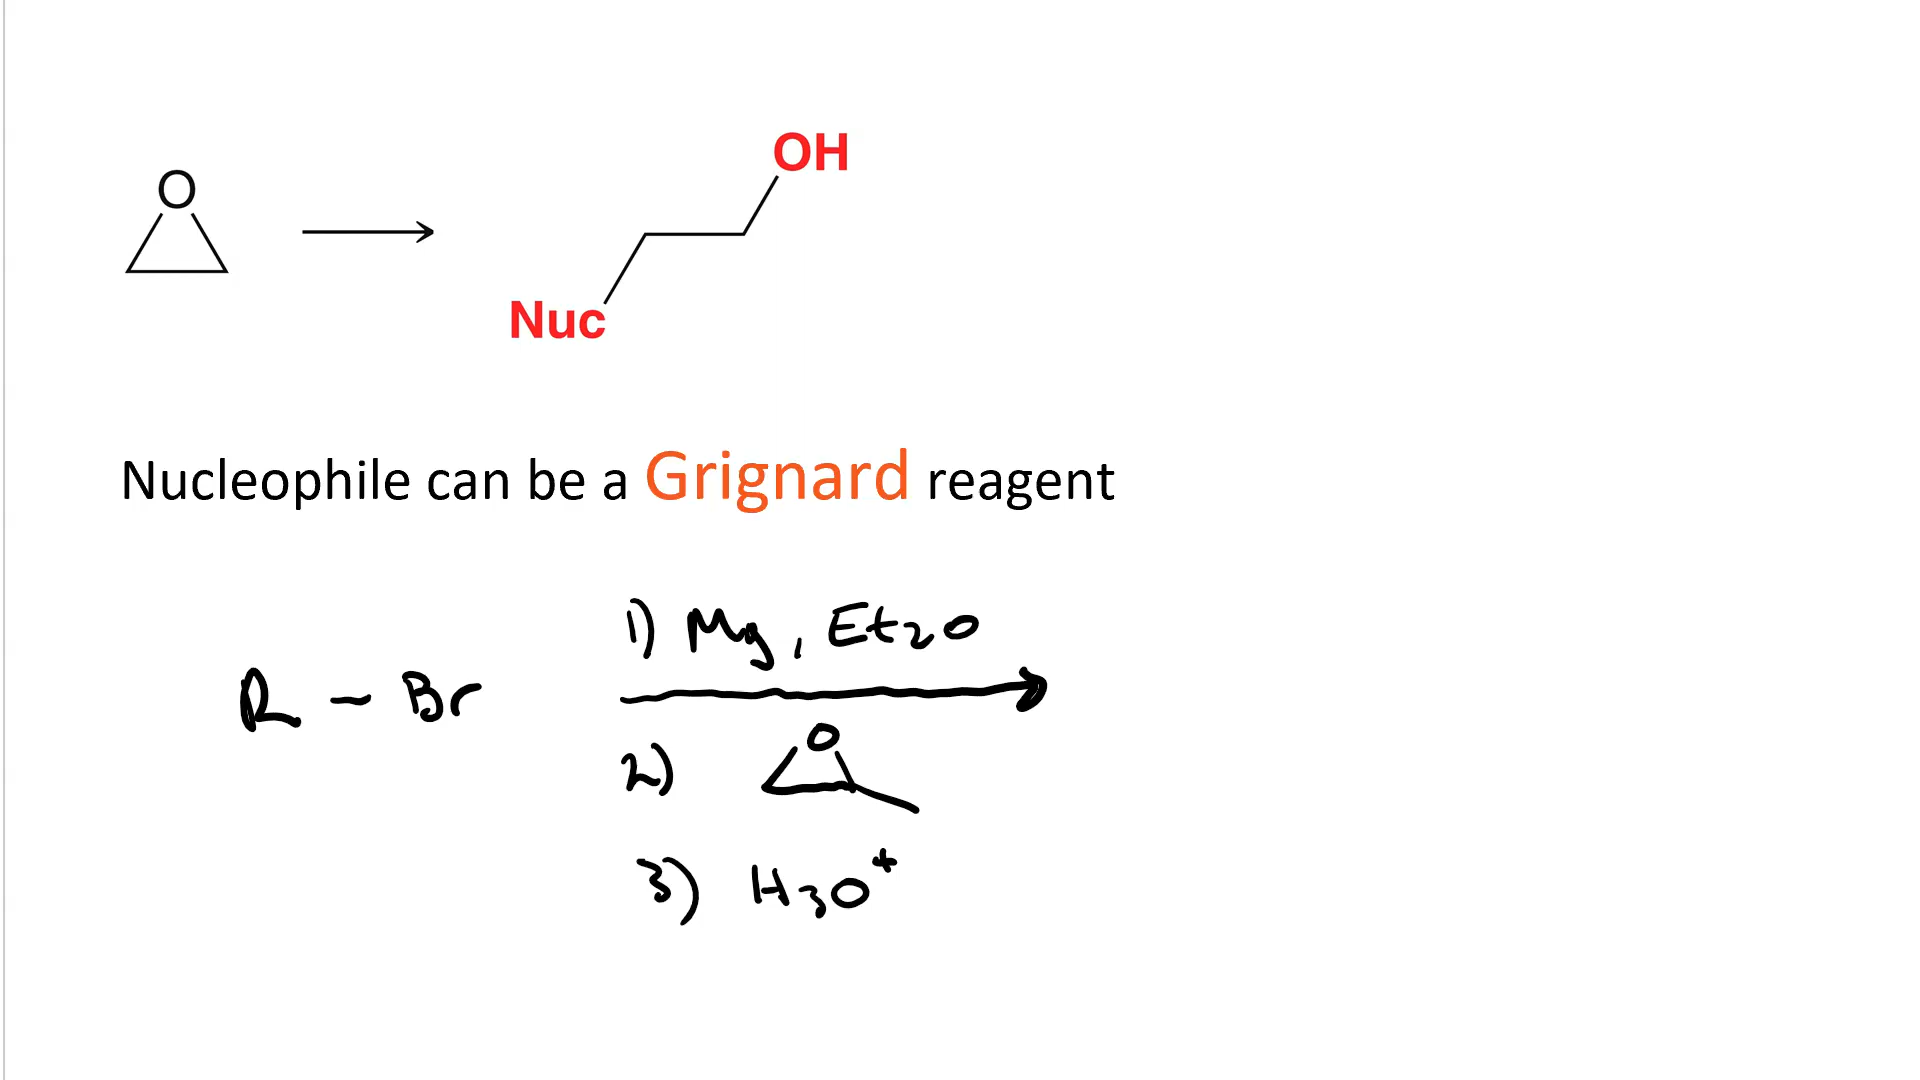 O
OH
Nuc
Nucleophile can be a Grignard reagent
1) Mg, Et2O
R - Br
2) O
3) H3O+